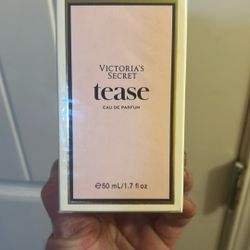 VICTORIA'S
SECRET
tease
EAU DE PARFUM
℮50 mL/1.7 fl oz